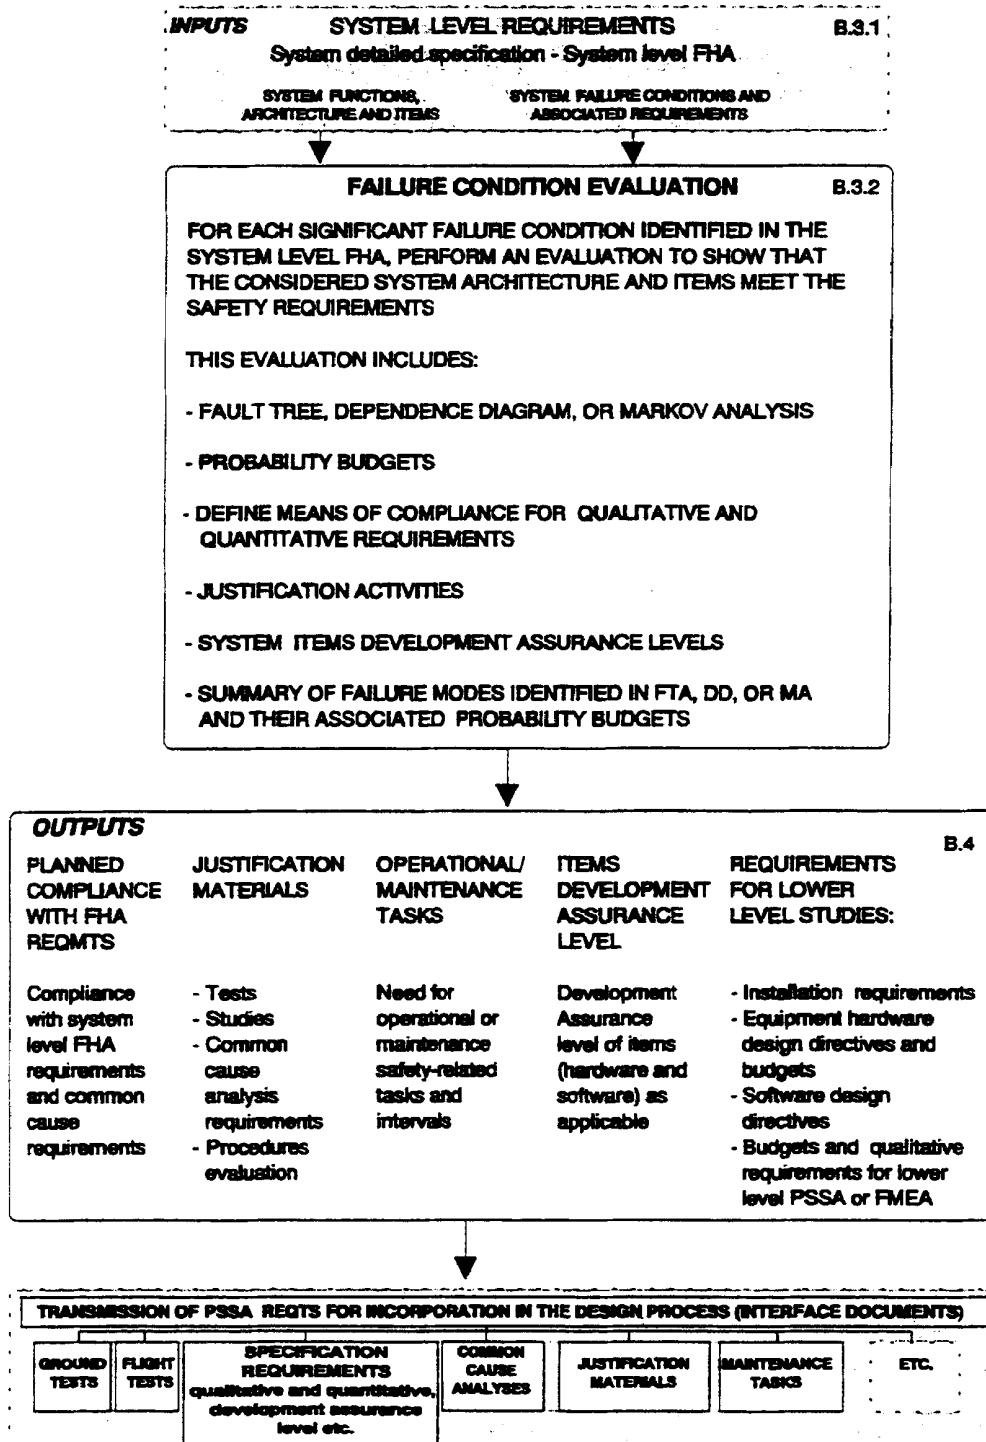 INPUTS SYSTEM LEVEL REQUIREMENTS B.3.1
System detailed specification - System level FHA
SYSTEM FUNCTIONS,
ARCHITECTURE AND ITEMS
SYSTEM FAILURE CONDITIONS AND
ASSOCIATED REQUIREMENTS
FAILURE CONDITION EVALUATION B.3.2
FOR EACH SIGNIFICANT FAILURE CONDITION IDENTIFIED IN THE
SYSTEM LEVEL FHA, PERFORM AN EVALUATION TO SHOW THAT
THE CONSIDERED SYSTEM ARCHITECTURE AND ITEMS MEET THE
SAFETY REQUIREMENTS
THIS EVALUATION INCLUDES:
- FAULT TREE, DEPENDENCE DIAGRAM, OR MARKOV ANALYSIS
- PROBABILITY BUDGETS
- DEFINE MEANS OF COMPLIANCE FOR QUALITATIVE AND
QUANTITATIVE REQUIREMENTS
- JUSTIFICATION ACTIVITIES
- SYSTEM ITEMS DEVELOPMENT ASSURANCE LEVELS
- SUMMARY OF FAILURE MODES IDENTIFIED IN FTA, DD, OR MA
AND THEIR ASSOCIATED PROBABILITY BUDGETS
OUTPUTS
B.4
PLANNED
COMPLIANCE
WITH FHA
REQMTS
Compliance
with system
level FHA
requirements
and common
cause
requirements
JUSTIFICATION
MATERIALS
- Tests
- Studies
- Common
cause
analysis
requirements
- Procedures
evaluation
OPERATIONAL/
MAINTENANCE
TASKS
Need for
operational or
maintenance
safety-related
tasks and
intervals
ITEMS
DEVELOPMENT
ASSURANCE
LEVEL
Development
Assurance
level of items
(hardware and
software) as
applicable
REQUIREMENTS
FOR LOWER
LEVEL STUDIES:
- Installation requirements
- Equipment hardware
design directives and
budgets
- Software design
directives
- Budgets and qualitative
requirements for lower
level PSSA or FMEA
TRANSMISSION OF PSSA REQTS FOR INCORPORATION IN THE DESIGN PROCESS (INTERFACE DOCUMENTS)
GROUND
TESTS
FLIGHT
TESTS
SPECIFICATION
REQUIREMENTS
qualitative and quantitative,
development assurance
level etc.
COMMON
CAUSE
ANALYSES
JUSTIFICATION
MATERIALS
MAINTENANCE
TASKS
ETC.